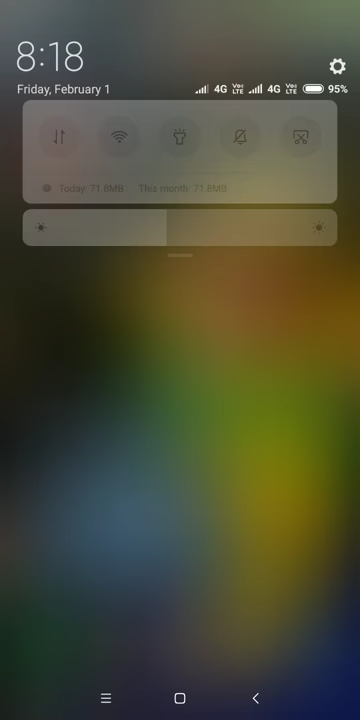 8:18
Friday, February 1
4G Vo LTE 4G Vo LTE 95%
Today: 71.8MB This month: 71.8MB